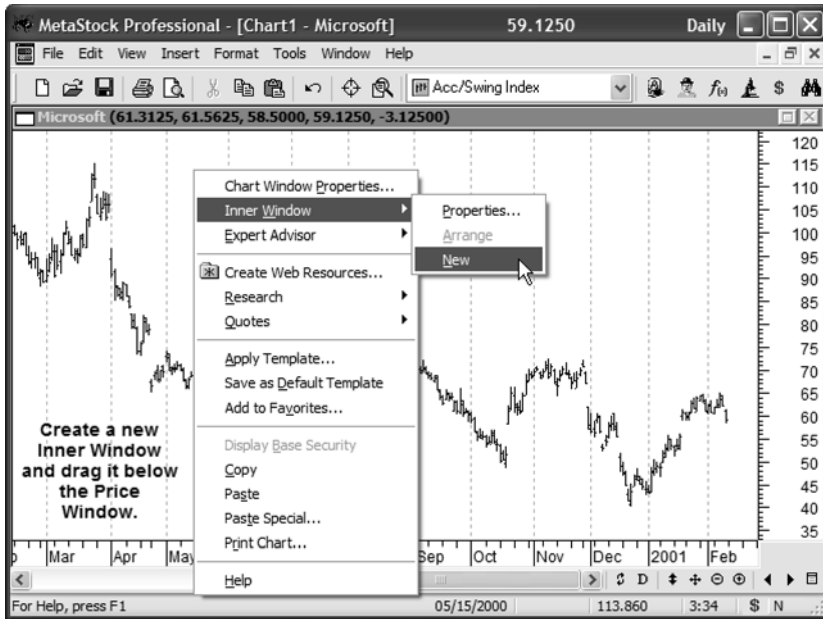 MetaStock Professional - [Chart1 - Microsoft] 59.1250 Daily
File Edit View Insert Format Tools Window Help
Acc/Swing Index
Microsoft (61.3125, 61.5625, 58.5000, 59.1250, -3.12500)
Chart Window Properties...
Inner Window
Expert Advisor
Create Web Resources...
Research
Quotes
Apply Template...
Save as Default Template
Add to Favorites...
Display Base Security
Copy
Paste
Paste Special...
Print Chart...
Help
Properties...
Arrange
New
120
115
110
105
100
95
90
85
80
75
70
65
60
55
50
45
40
35
Create a new
Inner Window
and drag it below
the Price
Window.
Mar Apr May Sep Oct Nov Dec 2001 Feb
D
For Help, press F1 05/15/2000 113.860 3:34 $ N